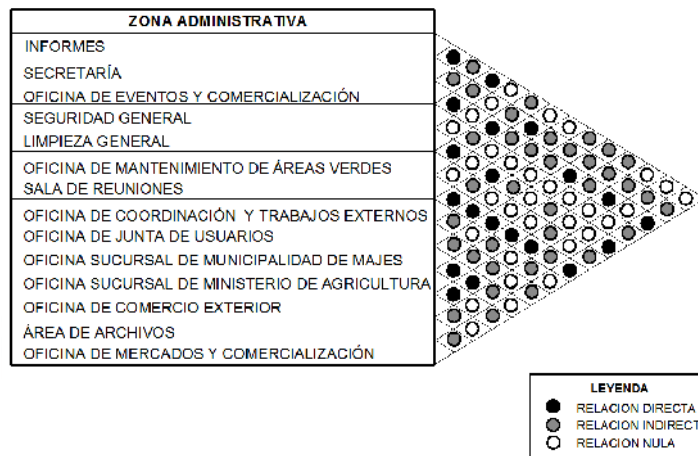 ZONA ADMINISTRATIVA
INFORMES
SECRETARÍA
OFICINA DE EVENTOS Y COMERCIALIZACIÓN
SEGURIDAD GENERAL
LIMPIEZA GENERAL
OFICINA DE MANTENIMIENTO DE ÁREAS VERDES
SALA DE REUNIONES
OFICINA DE COORDINACIÓN Y TRABAJOS EXTERNOS
OFICINA DE JUNTA DE USUARIOS
OFICINA SUCURSAL DE MUNICIPALIDAD DE MAJES
OFICINA SUCURSAL DE MINISTERIO DE AGRICULTURA
OFICINA DE COMERCIO EXTERIOR
ÁREA DE ARCHIVOS
OFICINA DE MERCADOS Y COMERCIALIZACIÓN
LEYENDA
RELACION DIRECTA
RELACION INDIRECT
RELACION NULA